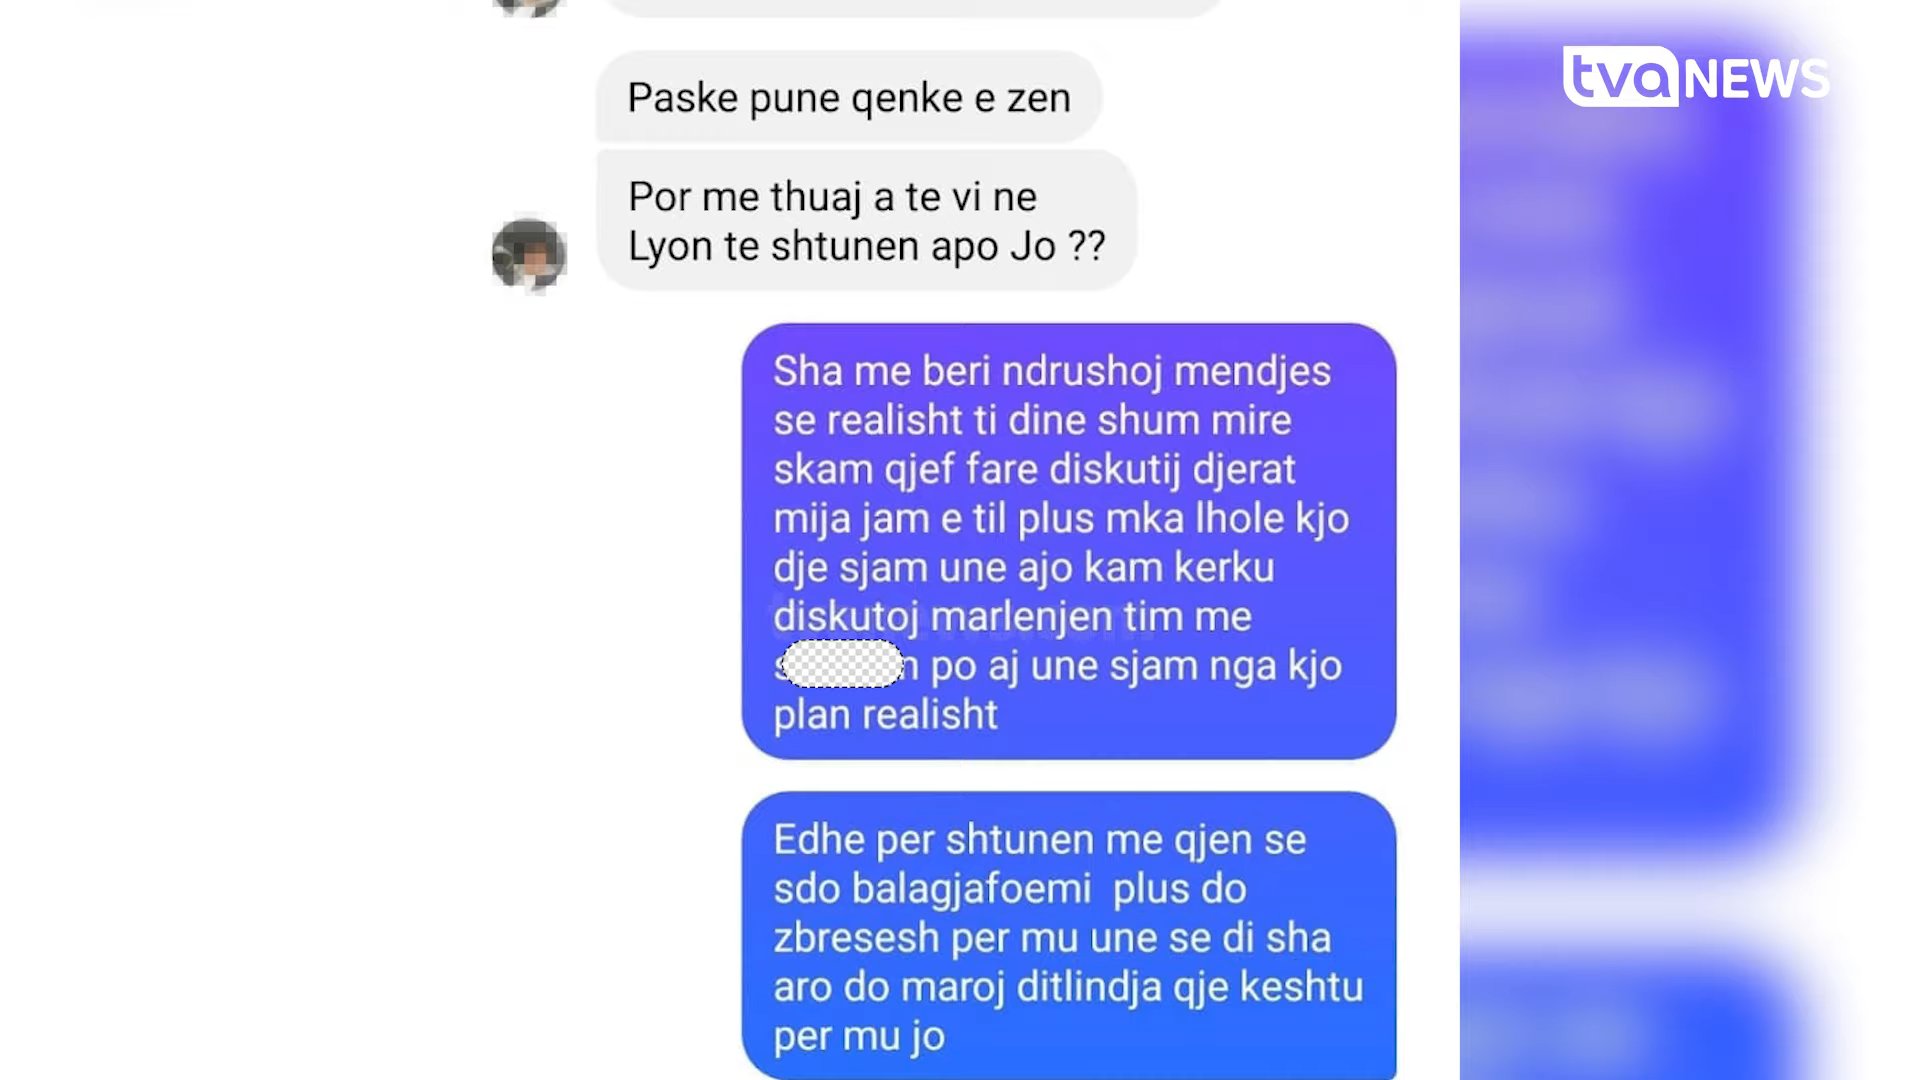 tva NEWS
Paske pune qenke e zen
Por me thuaj a te vi ne
Lyon te shtunen apo Jo ??
Sha me beri ndrushoj mendjes
se realisht ti dine shum mire
skam qjef fare diskutij djerat
mija jam e til plus mka lhole kjo
dje sjam une ajo kam kerku
diskutoj marlenjen tim me
po aj une sjam nga kjo
plan realisht
Edhe per shtunen me qjen se
sdo balagjafoemi plus do
zbresesh per mu une se di sha
aro do maroj ditlindja qje keshtu
per mu jo